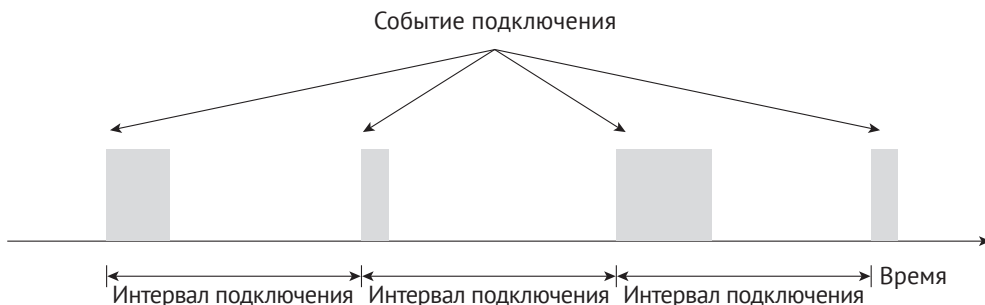 Событие подключения
Время
Интервал подключения
Интервал подключения
Интервал подключения